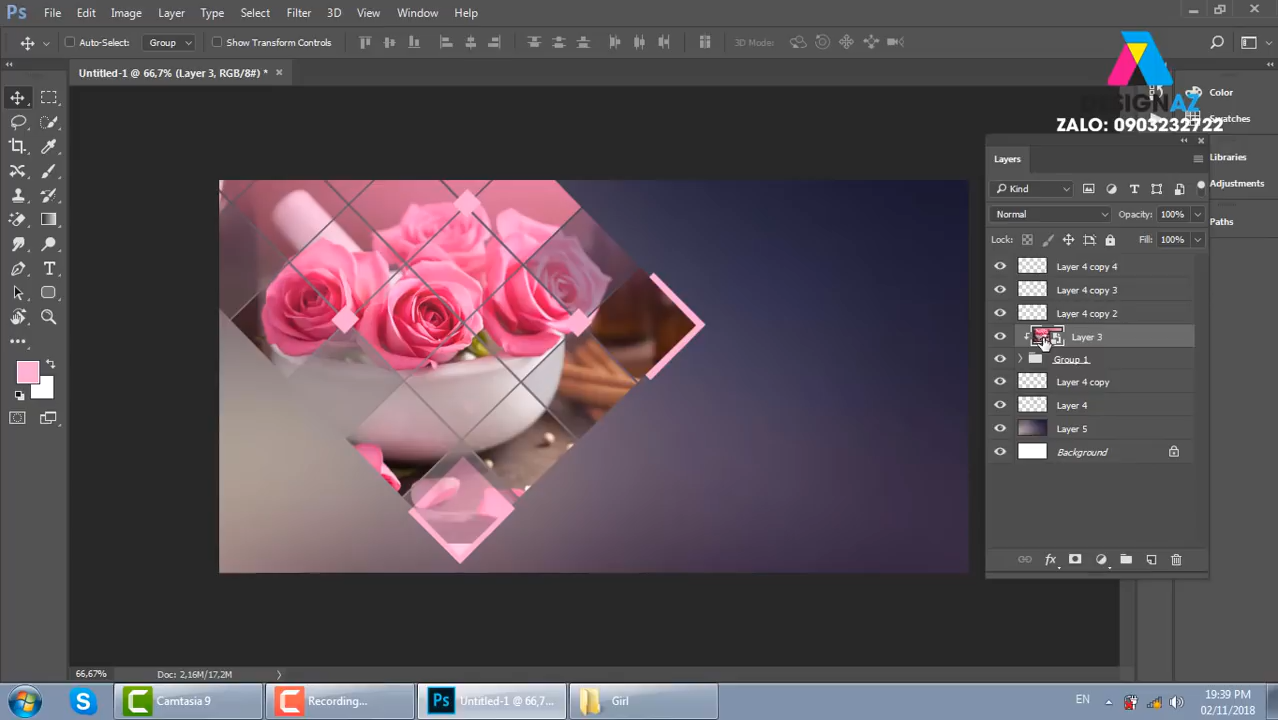 Ps File Edit Image Layer Type Select Filter 3D View Window Help
Auto-Select: Group Show Transform Controls 3D Mode:
Untitled-1 @ 66,7% (Layer 3, RGB/8#) * ×
DESIGNAZ
ZALO: 0903232722
Color
Swatches
Libraries
Adjustments
Paths
Layers
Kind
Normal Opacity: 100%
Lock: Fill: 100%
Layer 4 copy 4
Layer 4 copy 3
Layer 4 copy 2
Layer 3
Group 1
Layer 4 copy
Layer 4
Layer 5
Background
fx
66,67% Doc: 2,16M/17,2M
Camtasia 9 Recording... Ps Untitled-1 @ 66,7... Girl
EN 19:39 PM
02/11/2018